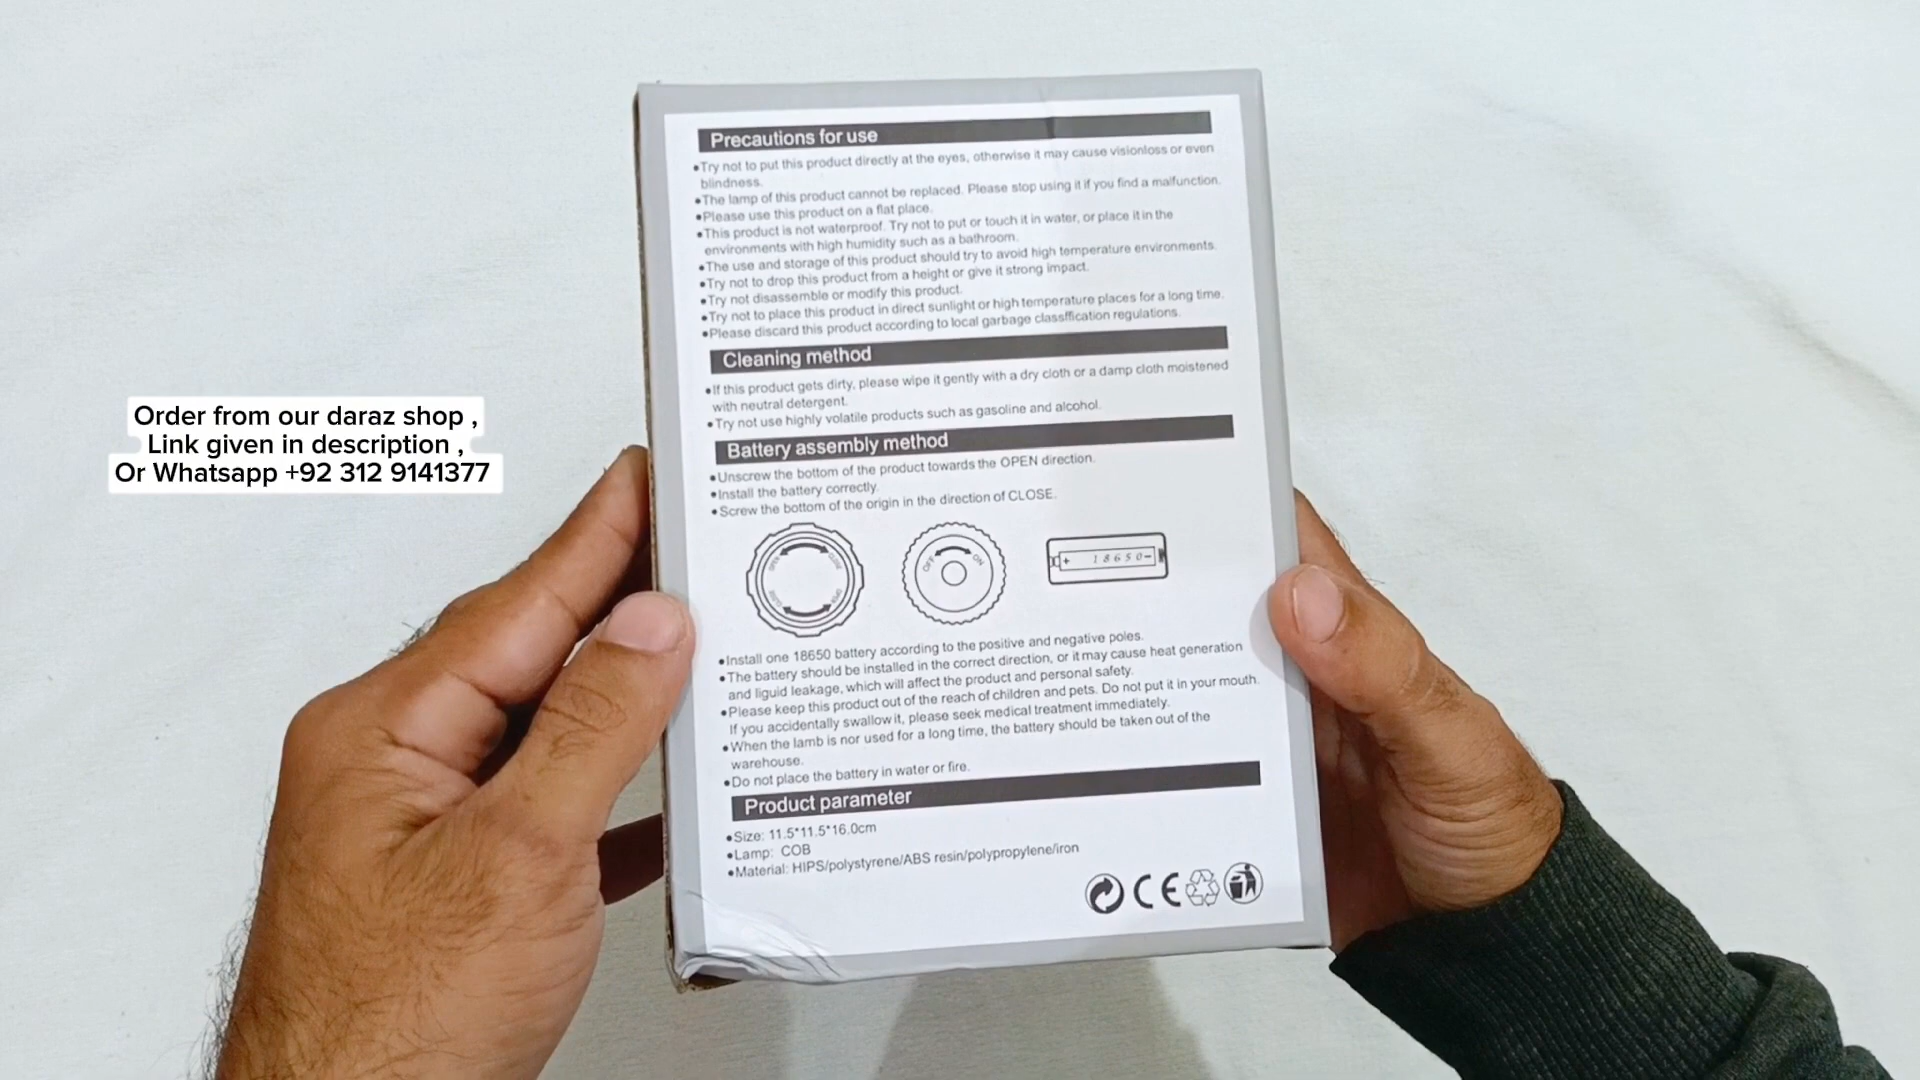 Order from our daraz shop ,
Link given in description ,
Or Whatsapp +92 312 9141377
Precautions for use
•Try not to put this product directly at the eyes, otherwise it may cause visionloss or even
blindness.
•The lamp of this product cannot be replaced. Please stop using it if you find a malfunction.
•Please use this product on a flat place.
•This product is not waterproof. Try not to put or touch it in water, or place it in the
environments with high humidity such as a bathroom.
•The use and storage of this product should try to avoid high temperature environments.
•Try not to drop this product from a height or give it strong impact.
•Try not disassemble or modify this product.
•Try not to place this product in direct sunlight or high temperature places for a long time.
•Please discard this product according to local garbage classffication regulations.
Cleaning method
•If this product gets dirty, please wipe it gently with a dry cloth or a damp cloth moistened
with neutral detergent.
•Try not use highly volatile products such as gasoline and alcohol.
Battery assembly method
•Unscrew the bottom of the product towards the OPEN direction.
•Install the battery correctly.
•Screw the bottom of the origin in the direction of CLOSE.
OPEN CLOSE
CLOSE OPEN
OFF ON
+ 18650 -
•Install one 18650 battery according to the positive and negative poles.
•The battery should be installed in the correct direction, or it may cause heat generation
and liguid leakage, which will affect the product and personal safety.
•Please keep this product out of the reach of children and pets. Do not put it in your mouth.
If you accidentally swallow it, please seek medical treatment immediately.
•When the lamb is nor used for a long time, the battery should be taken out of the
warehouse.
•Do not place the battery in water or fire.
Product parameter
•Size: 11.5*11.5*16.0cm
•Lamp: COB
•Material: HIPS/polystyrene/ABS resin/polypropylene/iron
CE